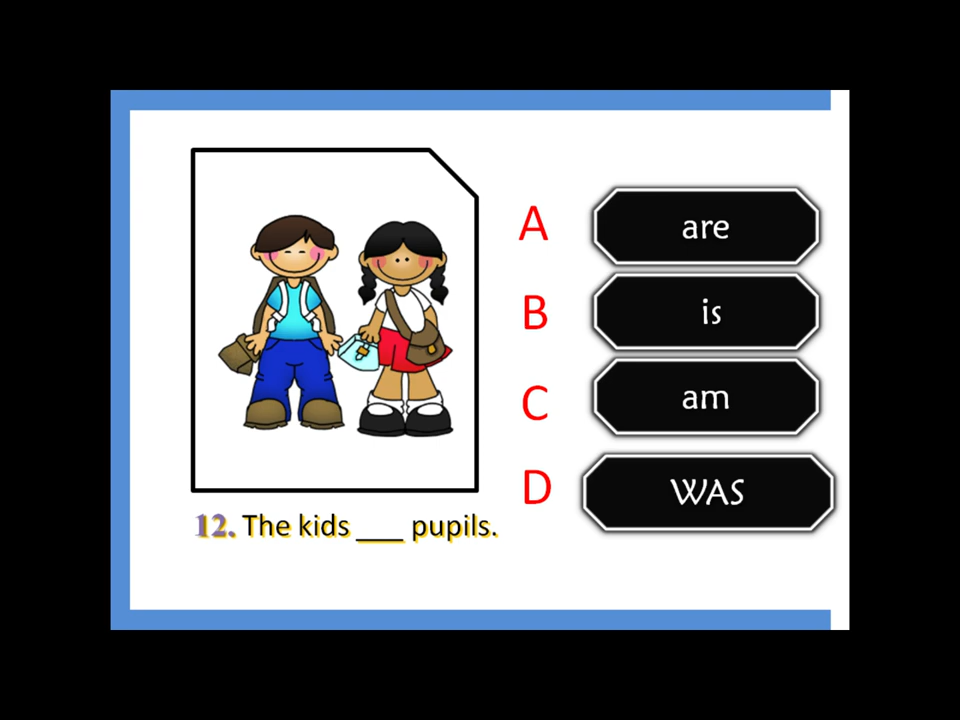 A are
B is
C am
D WAS
12. The kids ___ pupils.